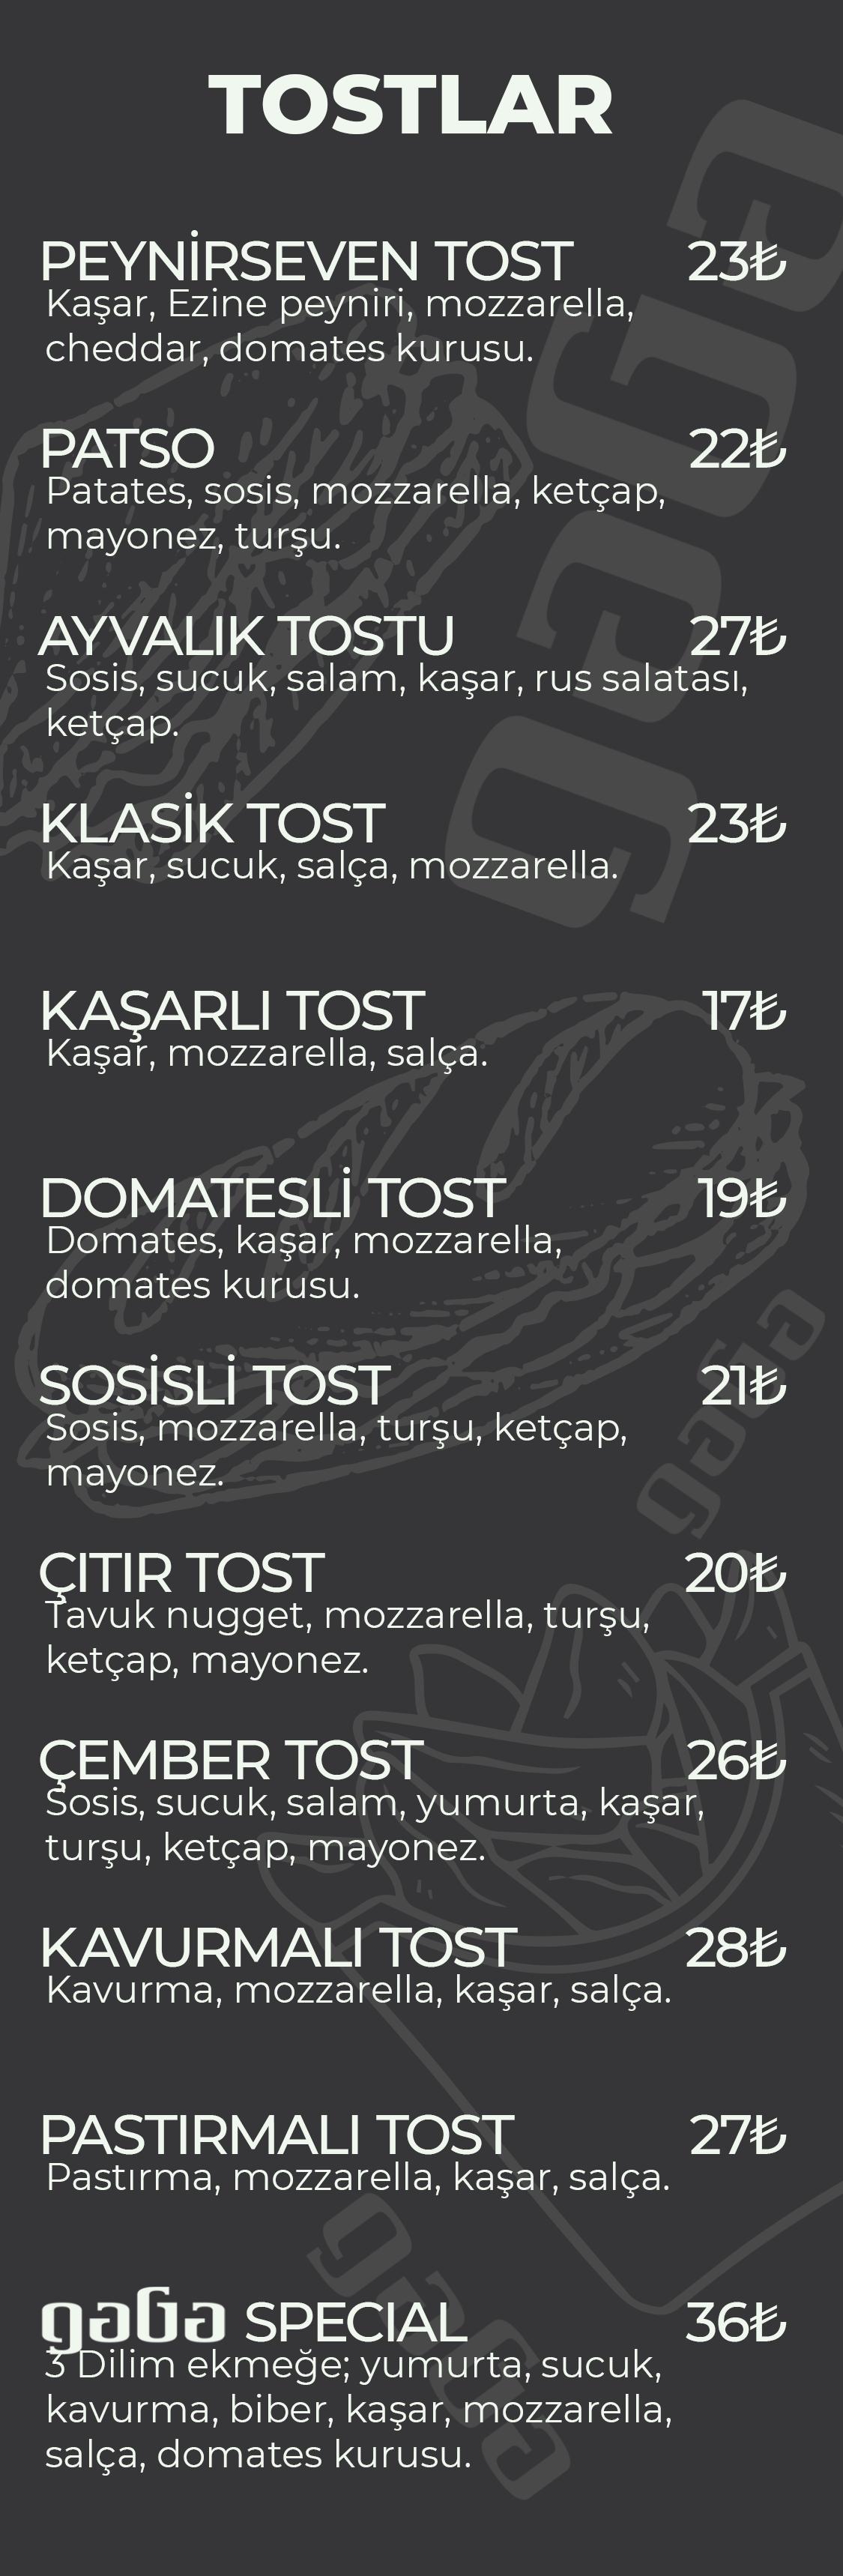 TOSTLAR
PEYNİRSEVEN TOST 23₺
Kaşar, Ezine peyniri, mozzarella,
cheddar, domates kurusu.
PATSO 22₺
Patates, sosis, mozzarella, ketçap,
mayonez, turşu.
AYVALIK TOSTU 27₺
Sosis, sucuk, salam, kaşar, rus salatası,
ketçap.
KLASİK TOST 23₺
Kaşar, sucuk, salça, mozzarella.
KAŞARLI TOST 17₺
Kaşar, mozzarella, salça.
DOMATESLİ TOST 19₺
Domates, kaşar, mozzarella,
domates kurusu.
SOSİSLİ TOST 21₺
Sosis, mozzarella, turşu, ketçap,
mayonez.
ÇITIR TOST 20₺
Tavuk nugget, mozzarella, turşu,
ketçap, mayonez.
ÇEMBER TOST 26₺
Sosis, sucuk, salam, yumurta, kaşar,
turşu, ketçap, mayonez.
KAVURMALI TOST 28₺
Kavurma, mozzarella, kaşar, salça.
PASTIRMALI TOST 27₺
Pastırma, mozzarella, kaşar, salça.
gaGa SPECIAL 36₺
3 Dilim ekmeğe; yumurta, sucuk,
kavurma, biber, kaşar, mozzarella,
salça, domates kurusu.
gaGa
gaGa
gaGa